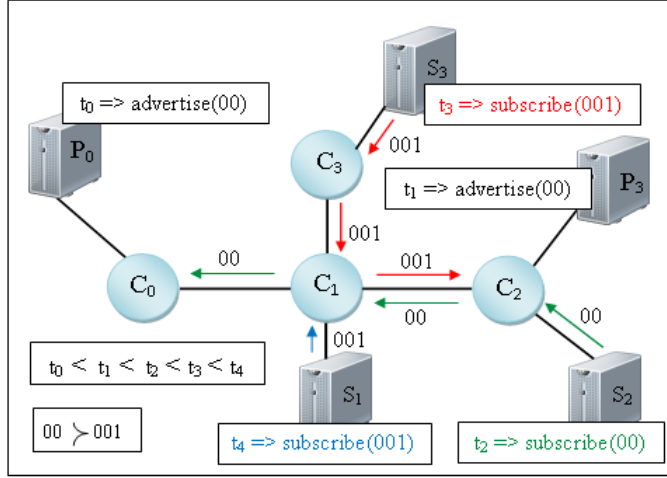 S₃
t₀ => advertise(00)
t₃ => subscribe(001)
P₀
001
C₃
P₃
t₁ => advertise(00)
001
00
001
C₀
C₁
C₂
00
00
t₀ < t₁ < t₂ < t₃ < t₄
001
S₁
S₂
00 ≻ 001
t₄ => subscribe(001)
t₂ => subscribe(00)